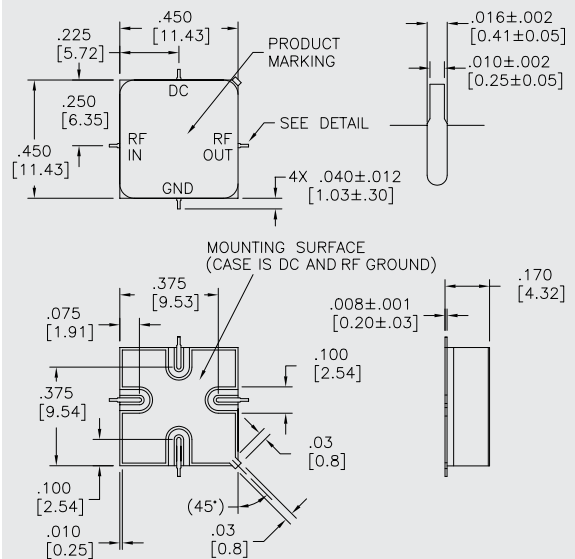 .450
[11.43]
.225
[5.72]
PRODUCT
MARKING
.016±.002
[0.41±0.05]
.010±.002
[0.25±0.05]
DC
.250
[6.35]
RF
IN
RF
OUT
SEE DETAIL
.450
[11.43]
GND
4X .040±.012
[1.03±.30]
MOUNTING SURFACE
(CASE IS DC AND RF GROUND)
.375
[9.53]
.170
[4.32]
.075
[1.91]
.008±.001
[0.20±.03]
.100
[2.54]
.375
[9.54]
.03
[0.8]
.100
[2.54]
(45°)
.010
[0.25]
.03
[0.8]